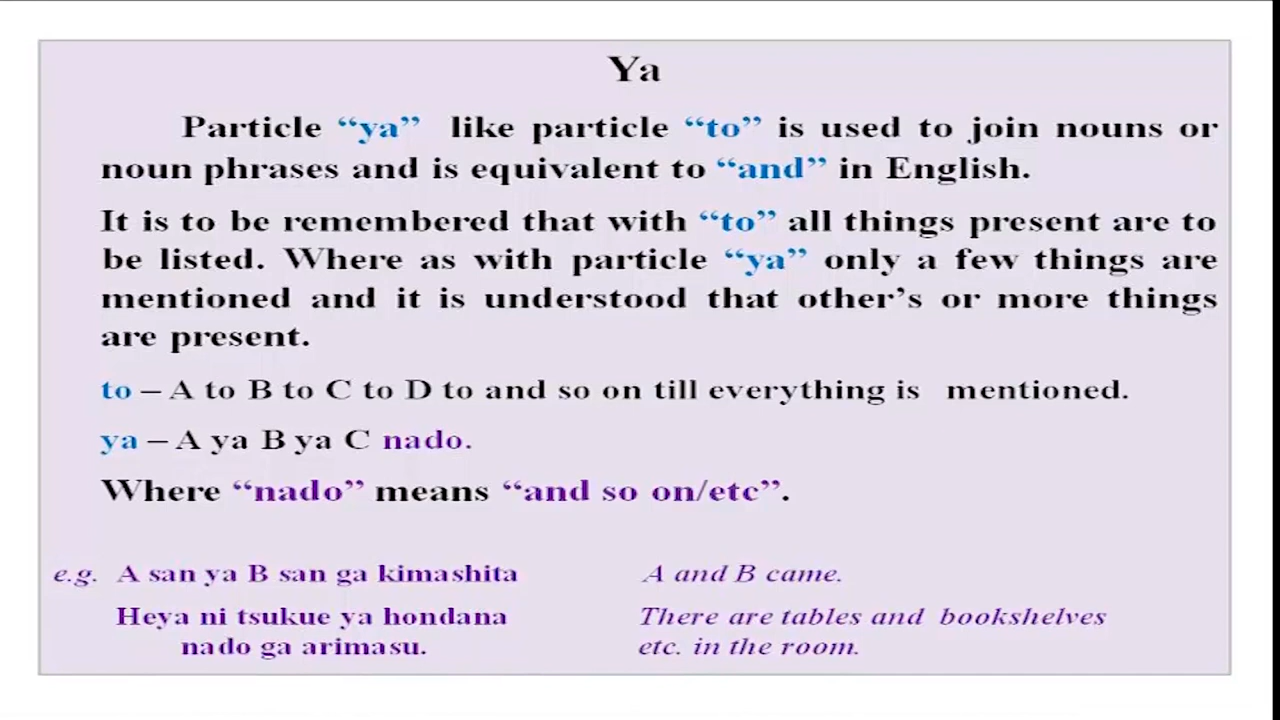 Ya
Particle “ya” like particle “to” is used to join nouns or
noun phrases and is equivalent to “and” in English.
It is to be remembered that with “to” all things present are to
be listed. Where as with particle “ya” only a few things are
mentioned and it is understood that other’s or more things
are present.
to – A to B to C to D to and so on till everything is mentioned.
ya – A ya B ya C nado.
Where “nado” means “and so on/etc”.
e.g. A san ya B san ga kimashita A and B came.
Heya ni tsukue ya hondana There are tables and bookshelves
nado ga arimasu. etc. in the room.